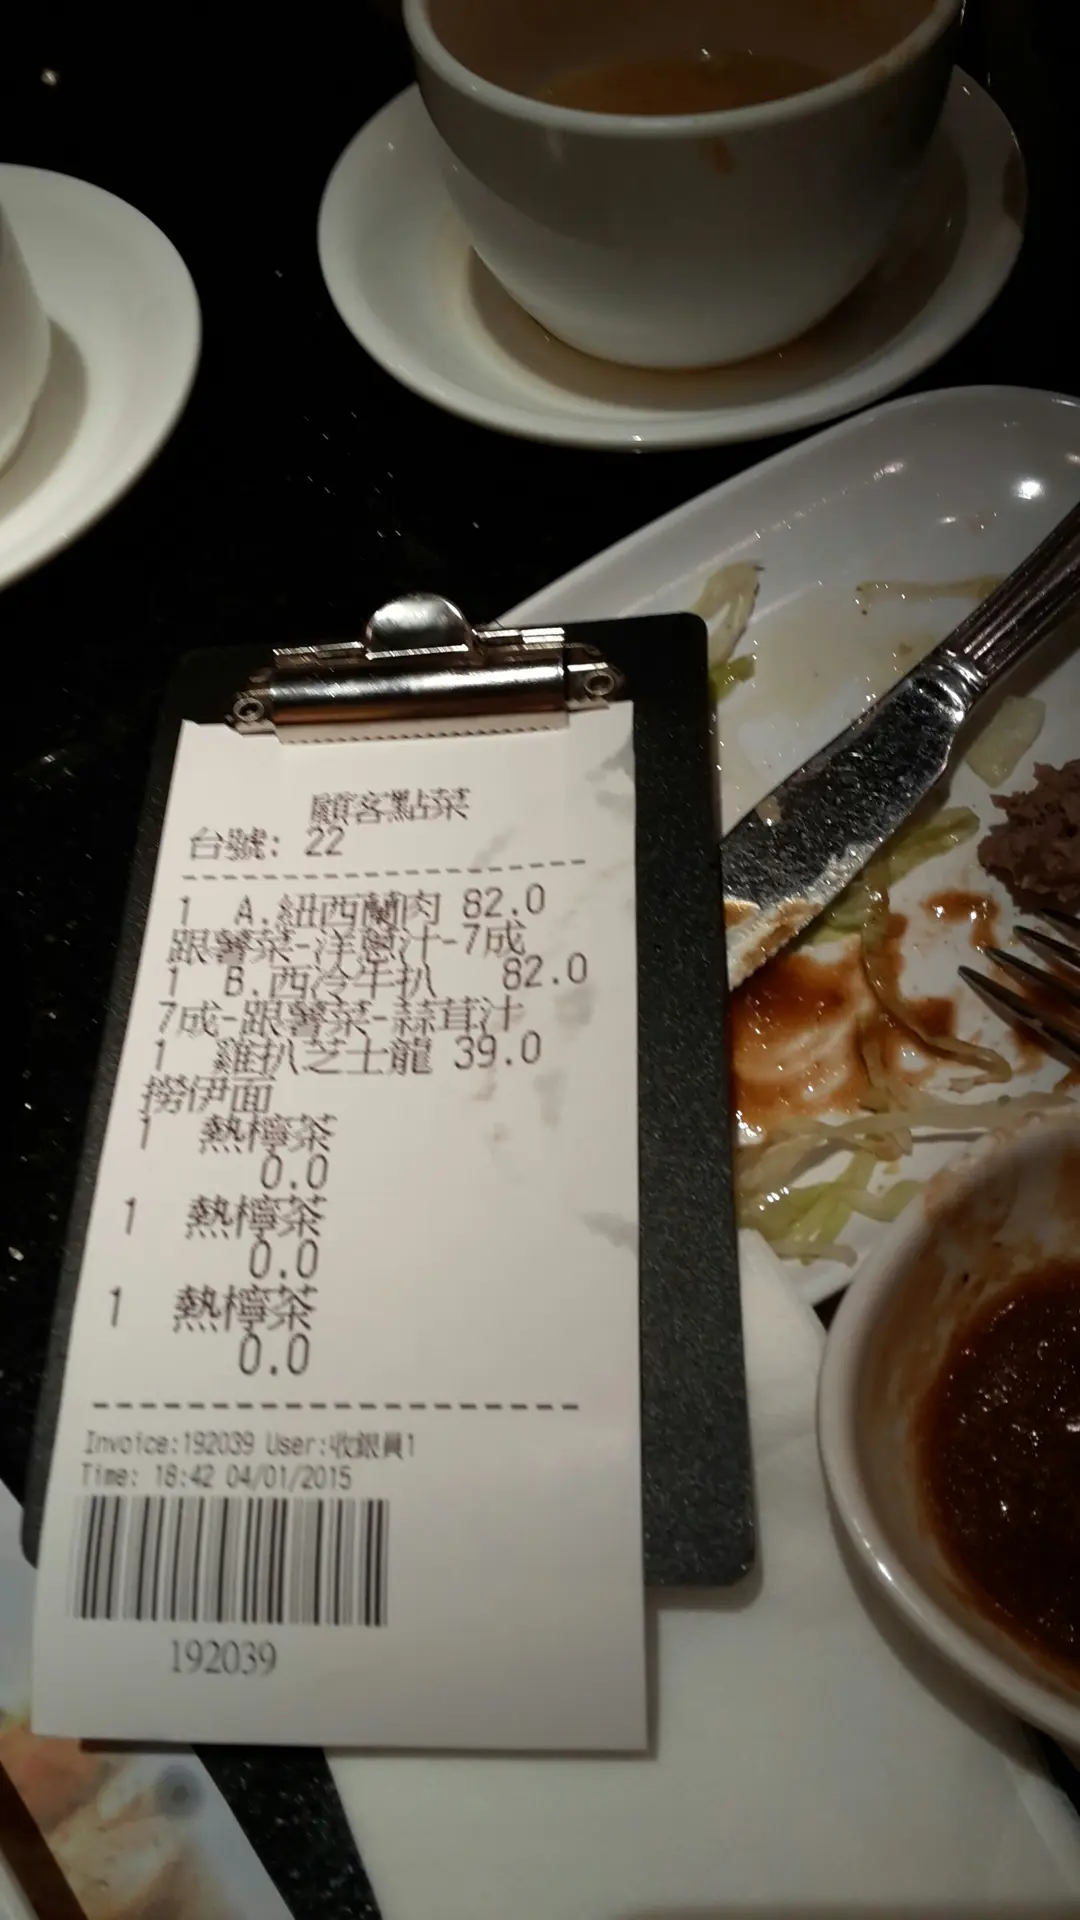 顧客點菜
台號: 22
1 A.紐西蘭肉 82.0
跟薯菜-洋蔥汁-7成
1 B.西冷牛扒 82.0
7成-跟薯菜-蒜茸汁
1 雞扒芝士龍 39.0
撈伊面
1 熱檸茶
0.0
1 熱檸茶
0.0
1 熱檸茶
0.0
Invoice:192039 User:收銀員1
Time: 18:42 04/01/2015
192039